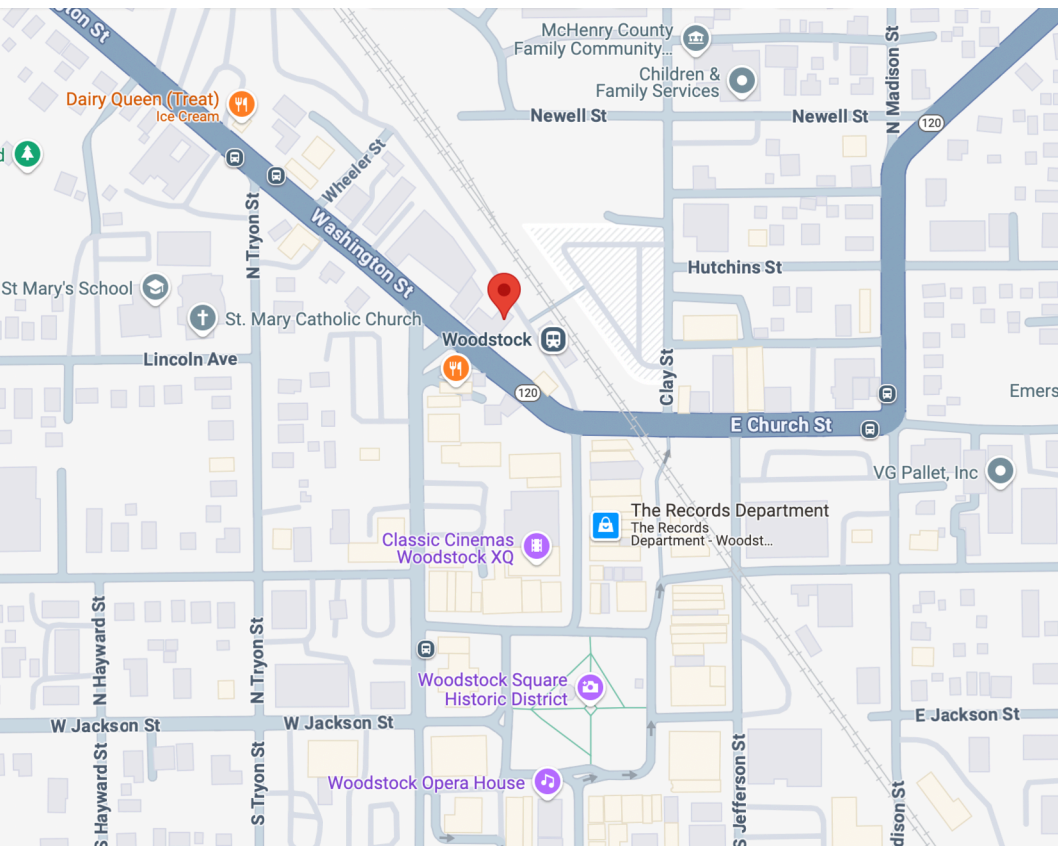 gton St
McHenry County
Family Community...
N Madison St
Children &
Family Services
Dairy Queen (Treat)
Ice Cream
Newell St
Newell St
120
d
Wheeler St
N Tryon St
Washington St
Hutchins St
St Mary's School
St. Mary Catholic Church
Woodstock
Lincoln Ave
Clay St
120
Emers
E Church St
VG Pallet, Inc
The Records Department
The Records
Department - Woodst...
Classic Cinemas
Woodstock XQ
N Hayward St
N Tryon St
Woodstock Square
Historic District
W Jackson St
W Jackson St
E Jackson St
S Hayward St
S Tryon St
S Jefferson St
Woodstock Opera House
dison St